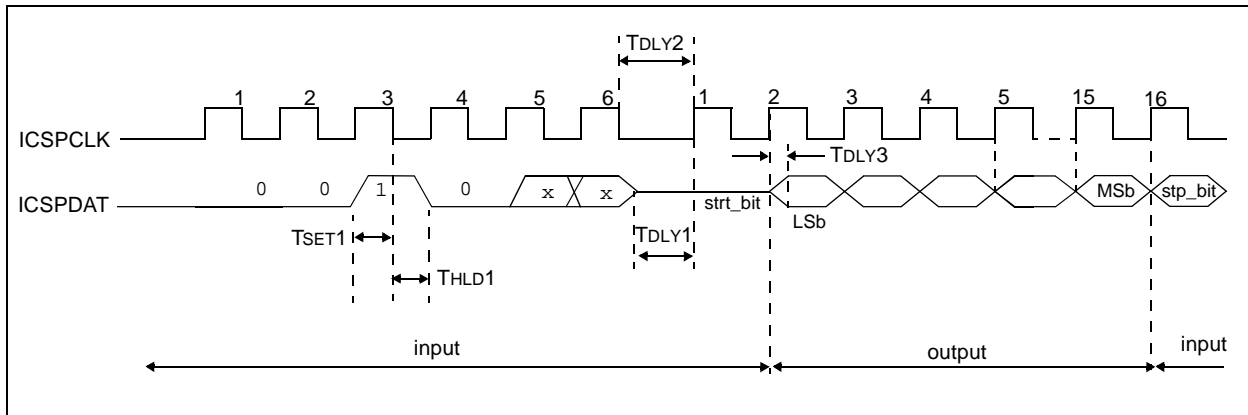 TDLY2
1 2 3 4 5 6 1 2 3 4 5 15 16
ICSPCLK
TDLY3
ICSPDAT
0 0 1 0 x x strt_bit LSb MSb stp_bit
TSET1
TDLY1
THLD1
input output input